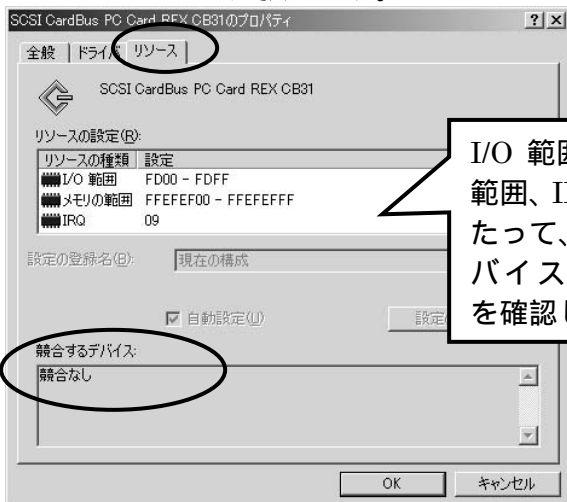 SCSI CardBus PC Card REX CB31のプロパティ
全般 ドライバ リソース
SCSI CardBus PC Card REX CB31
リソースの設定(R):
リソースの種類 設定
I/O 範囲 FD00 - FDFF
メモリの範囲 FFEFEF00 - FFEFEFFF
IRQ 09
I/O 範囲
範囲、I
たって、
バイス
を確認し
設定の登録名(B): 現在の構成
自動設定(U) 設定
競合するデバイス:
競合なし
OK キャンセル